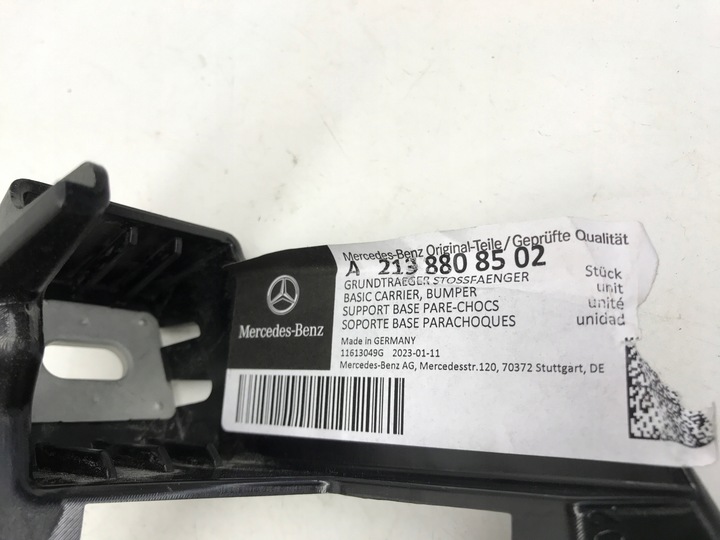 Mercedes-Benz Original-Teile/Geprüfte Qualität
A 213 880 85 02
GRUNDTRAEGER STOSSFAENGER
BASIC CARRIER, BUMPER
SUPPORT BASE PARE-CHOCS
SOPORTE BASE PARACHOQUES
Stück
unit
unité
unidad
Mercedes-Benz
Made in GERMANY
11613049G 2023-01-11
Mercedes-Benz AG, Mercedesstr.120, 70372 Stuttgart, DE